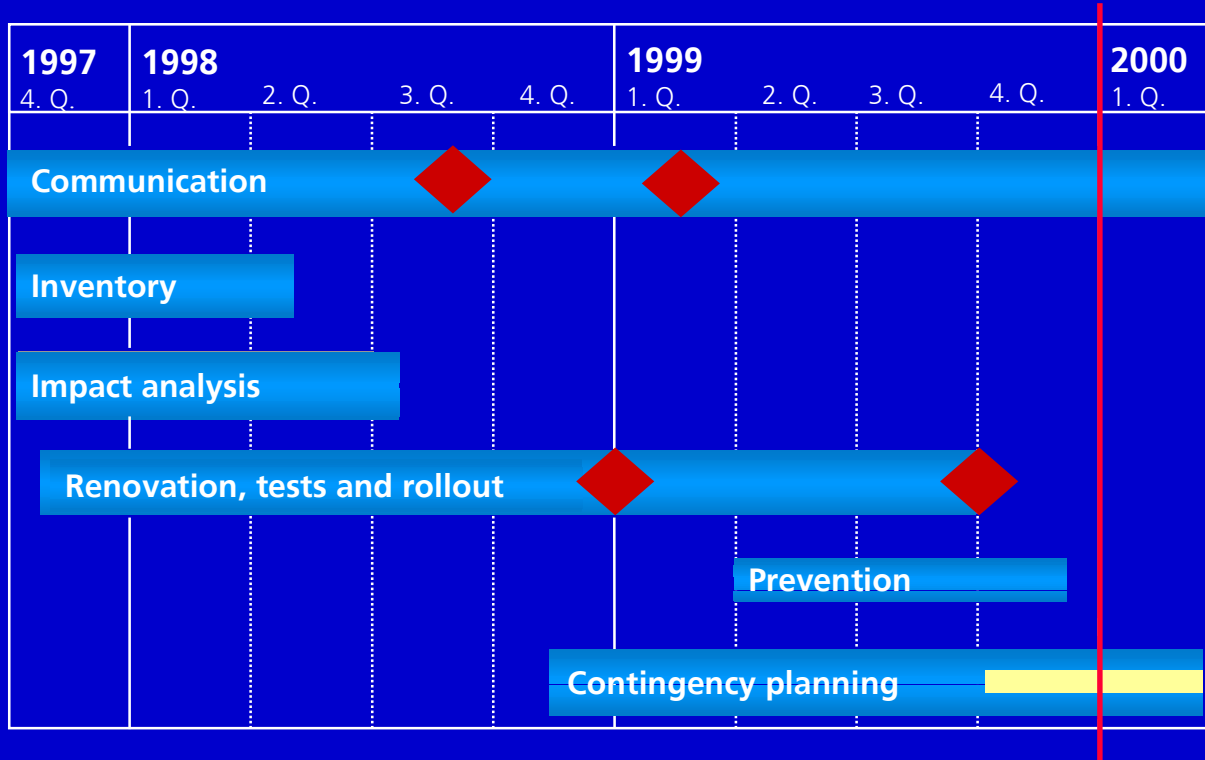 1997 1998 1999 2000
4. Q. 1. Q. 2. Q. 3. Q. 4. Q. 1. Q. 2. Q. 3. Q. 4. Q. 1. Q.
Communication
Inventory
Impact analysis
Renovation, tests and rollout
Prevention
Contingency planning